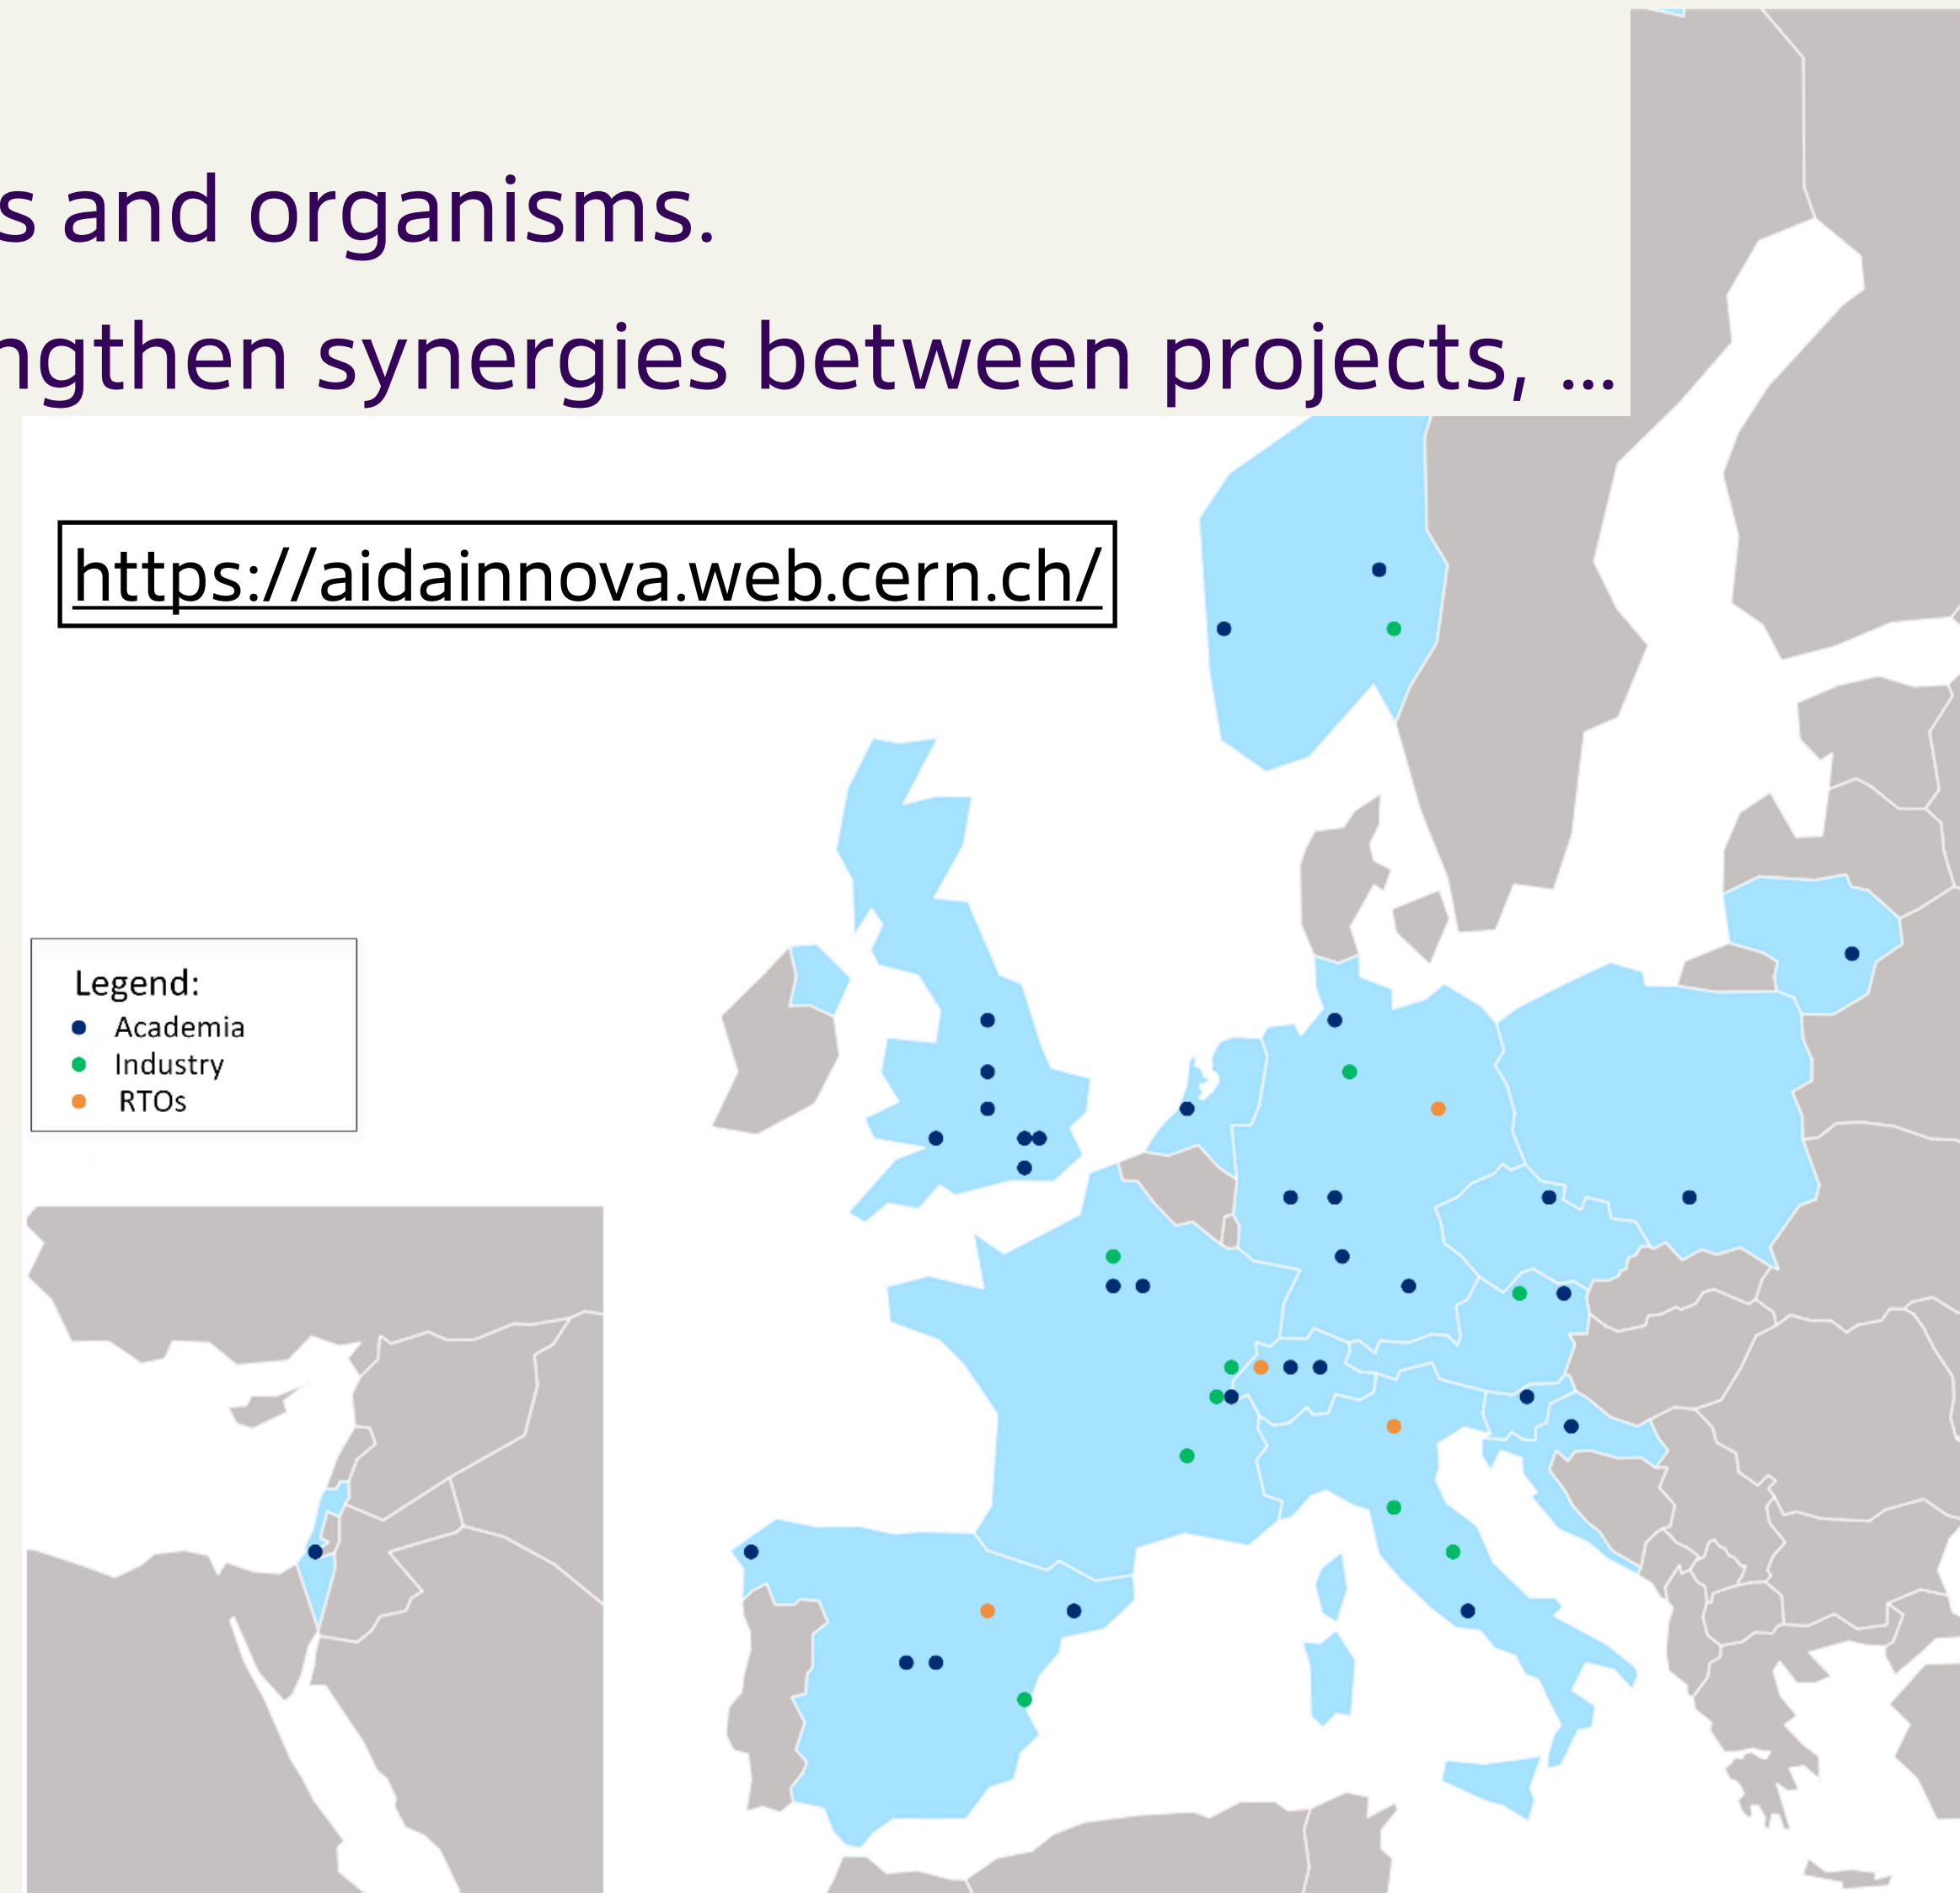 s and organisms.
ngthen synergies between projects, ...
https://aidainnova.web.cern.ch/
Legend:
Academia
Industry
RTOs